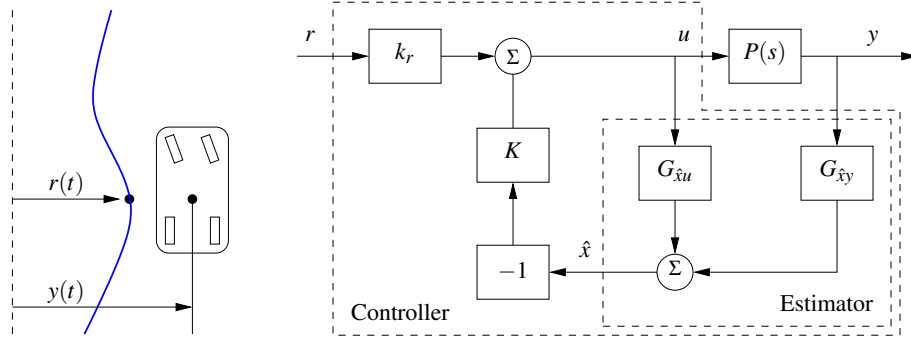 r(t)
y(t)
r
k_r
Σ
u
P(s)
y
K
G_{x̂u}
G_{x̂y}
−1
x̂
Σ
Controller
Estimator